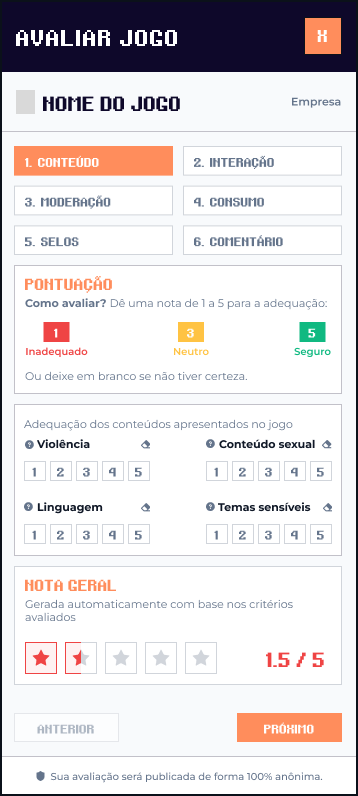 AVALIAR JOGO
X
NOME DO JOGO
Empresa
1. CONTEÚDO
2. INTERAÇÃO
3. MODERAÇÃO
4. CONSUMO
5. SELOS
6. COMENTÁRIO
PONTUAÇÃO
Como avaliar? Dê uma nota de 1 a 5 para a adequação:
1
3
5
Inadequado
Neutro
Seguro
Ou deixe em branco se não tiver certeza.
Adequação dos conteúdos apresentados no jogo
? Violência
? Conteúdo sexual
1 2 3 4 5
1 2 3 4 5
? Linguagem
? Temas sensíveis
1 2 3 4 5
1 2 3 4 5
NOTA GERAL
Gerada automaticamente com base nos critérios
avaliados
1.5 / 5
ANTERIOR
PRÓXIMO
Sua avaliação será publicada de forma 100% anônima.